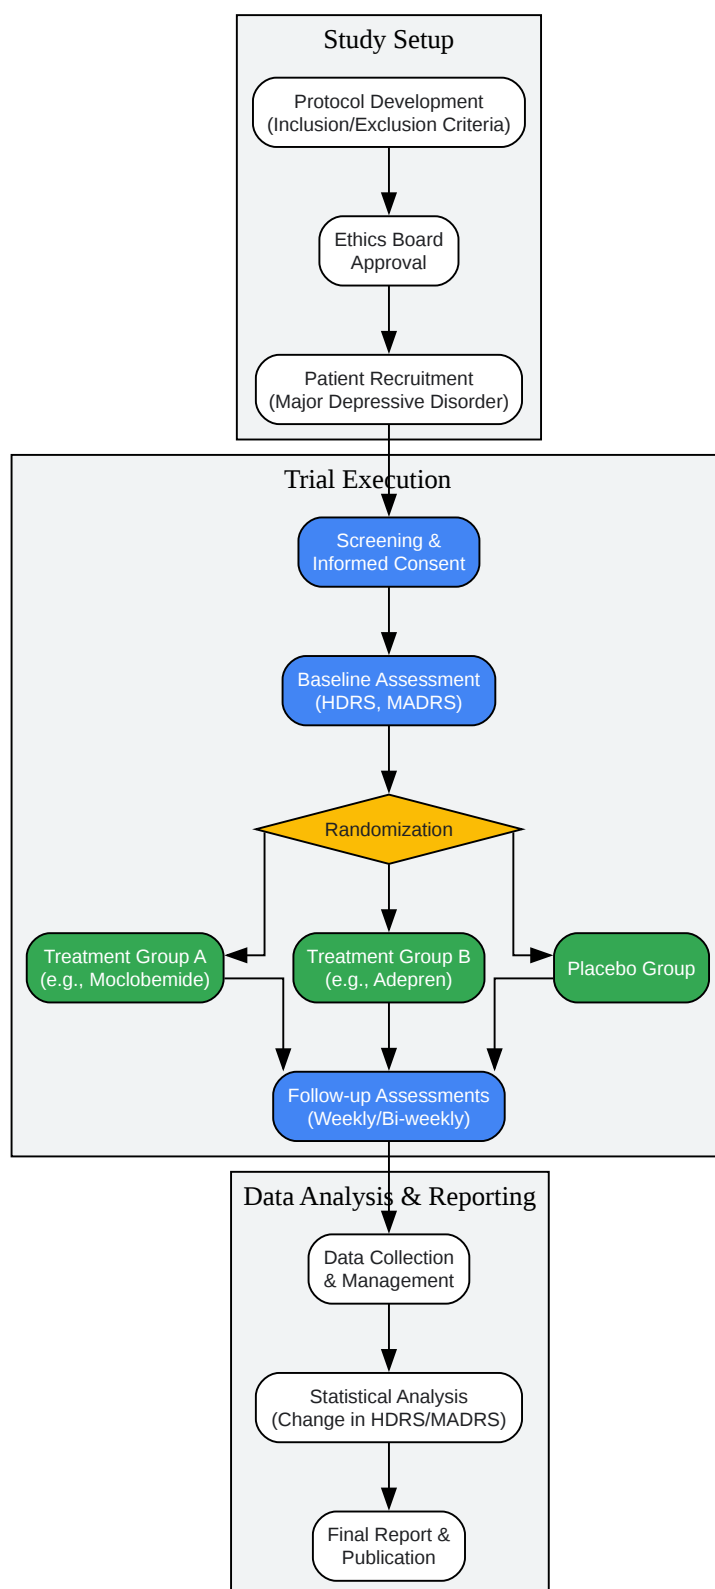 Study Setup
Protocol Development
(Inclusion/Exclusion Criteria)
Ethics Board
Approval
Patient Recruitment
(Major Depressive Disorder)
Trial Execution
Screening &
Informed Consent
Baseline Assessment
(HDRS, MADRS)
Randomization
Treatment Group A
(e.g., Moclobemide)
Treatment Group B
(e.g., Adepren)
Placebo Group
Follow-up Assessments
(Weekly/Bi-weekly)
Data Analysis & Reporting
Data Collection
& Management
Statistical Analysis
(Change in HDRS/MADRS)
Final Report &
Publication